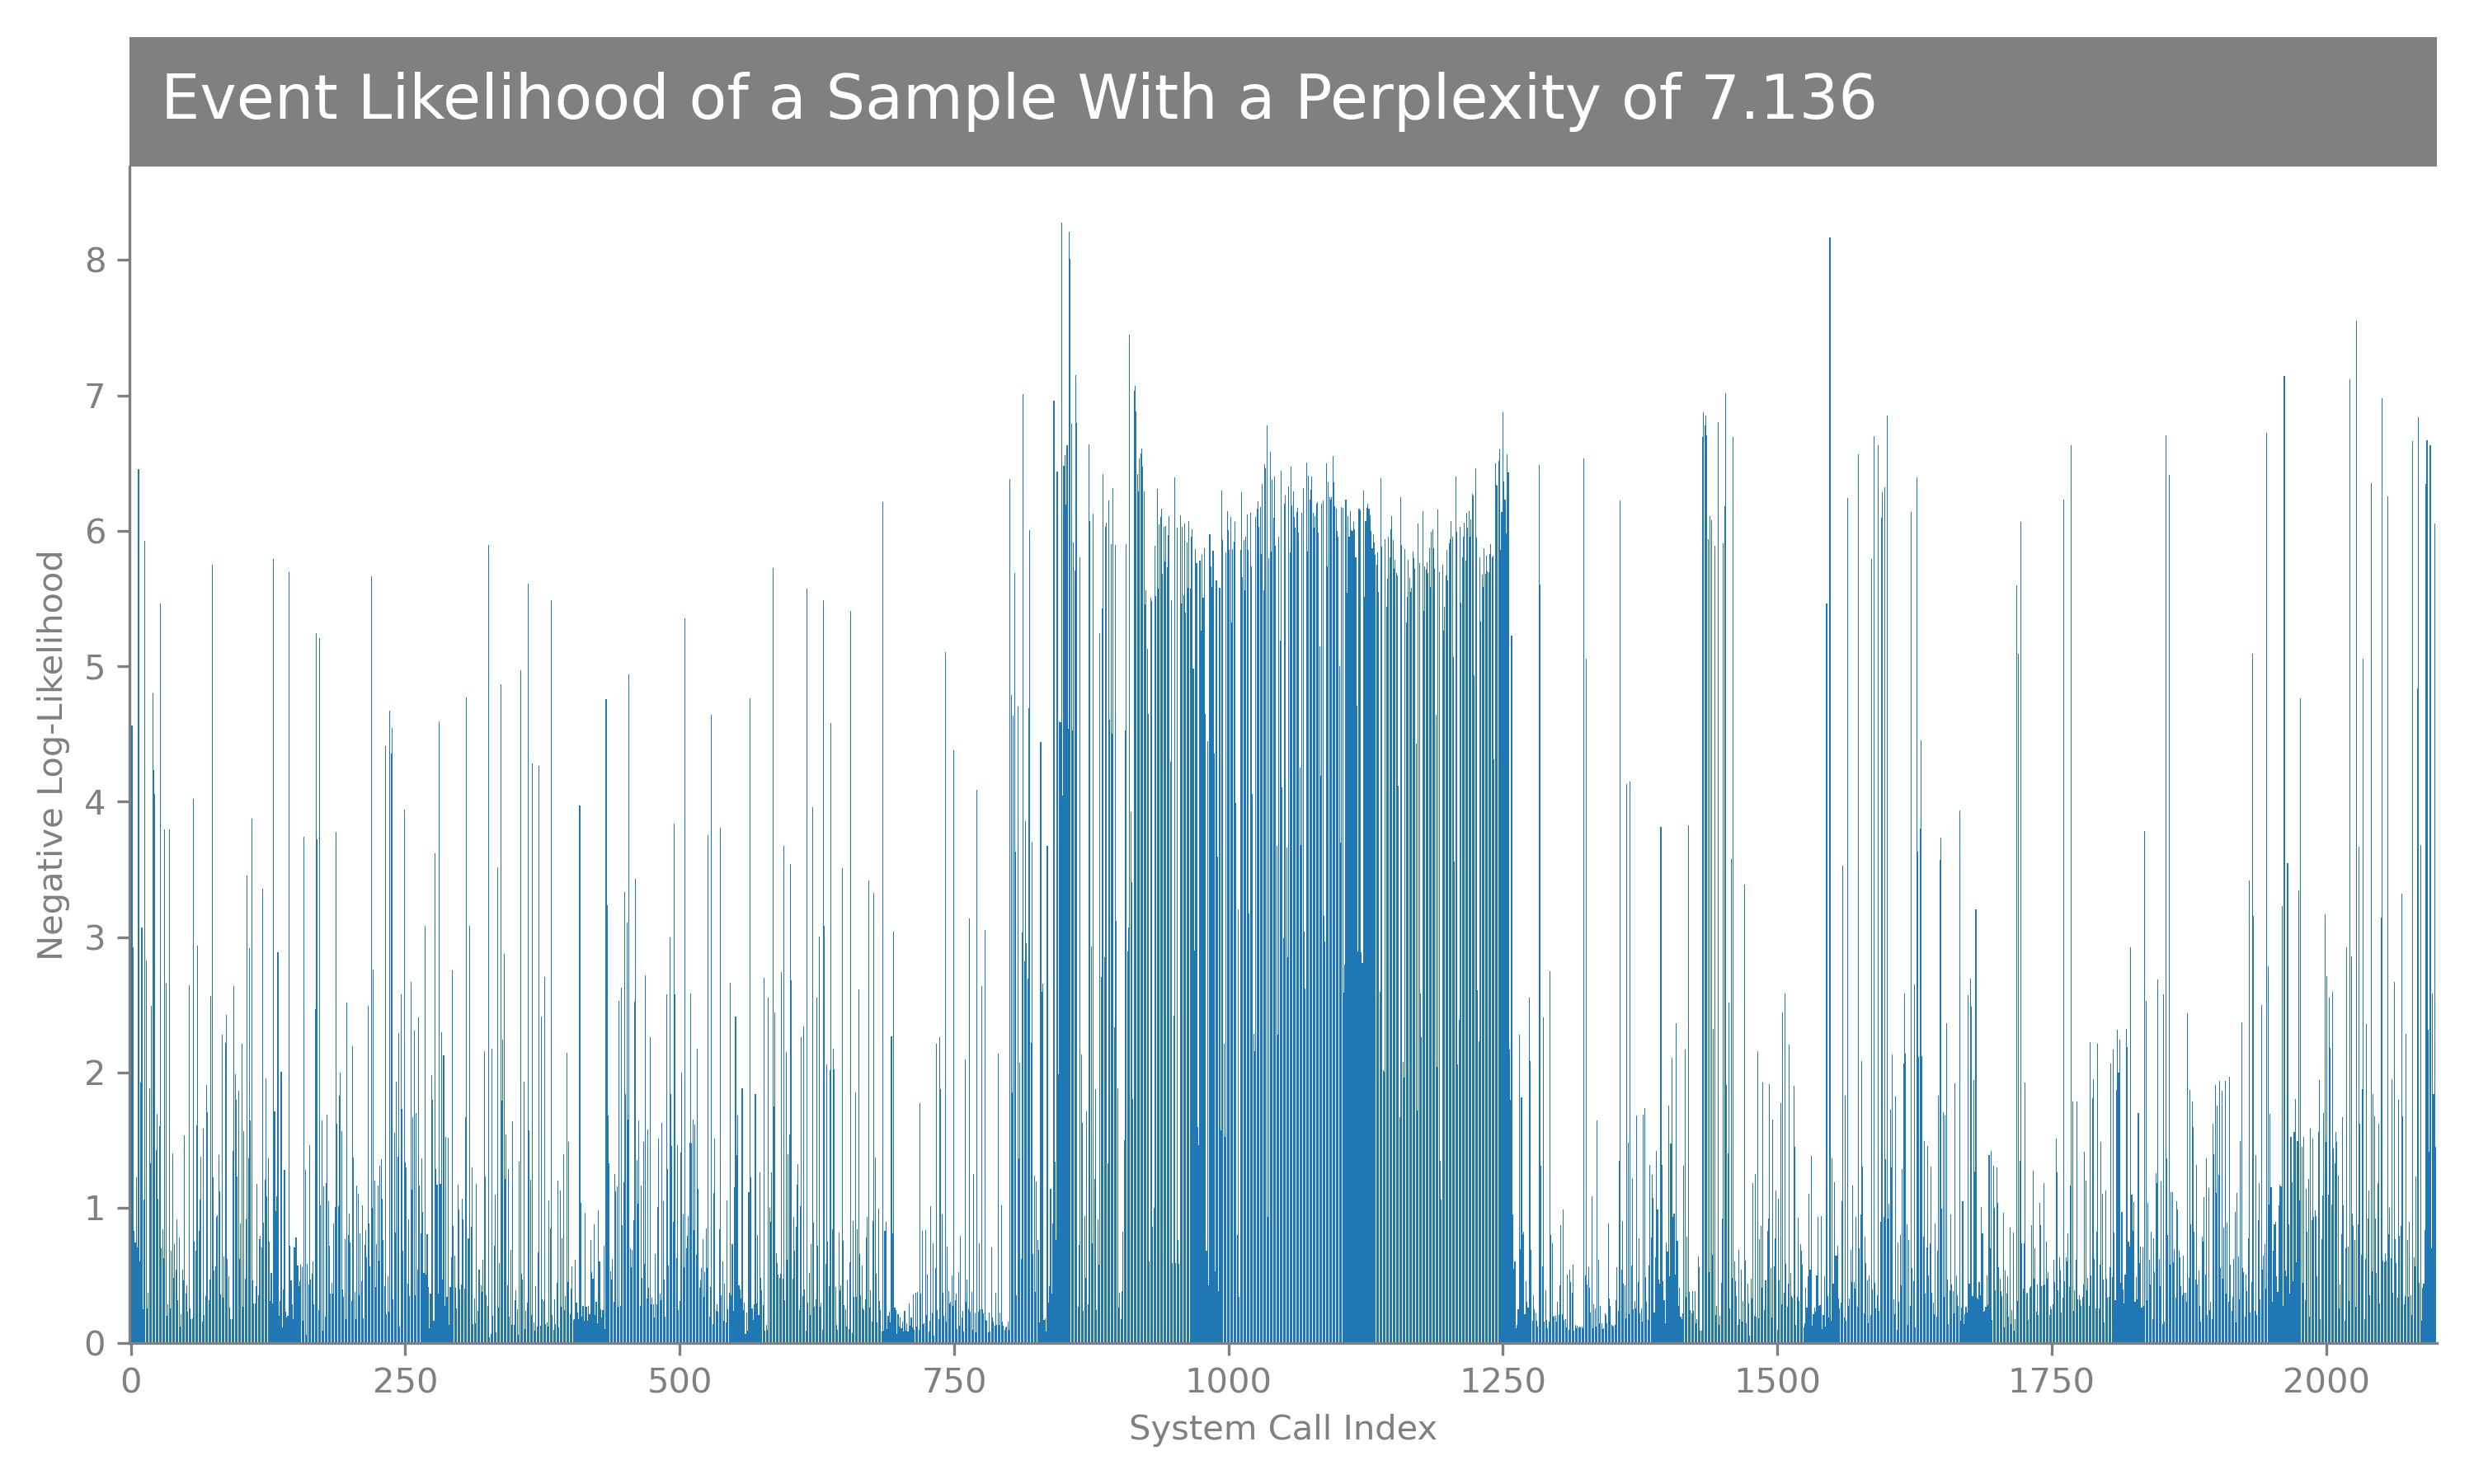 Event Likelihood of a Sample With a Perplexity of 7.136
8
7
6
5
4
3
2
1
0
Negative Log-Likelihood
0 250 500 750 1000 1250 1500 1750 2000
System Call Index